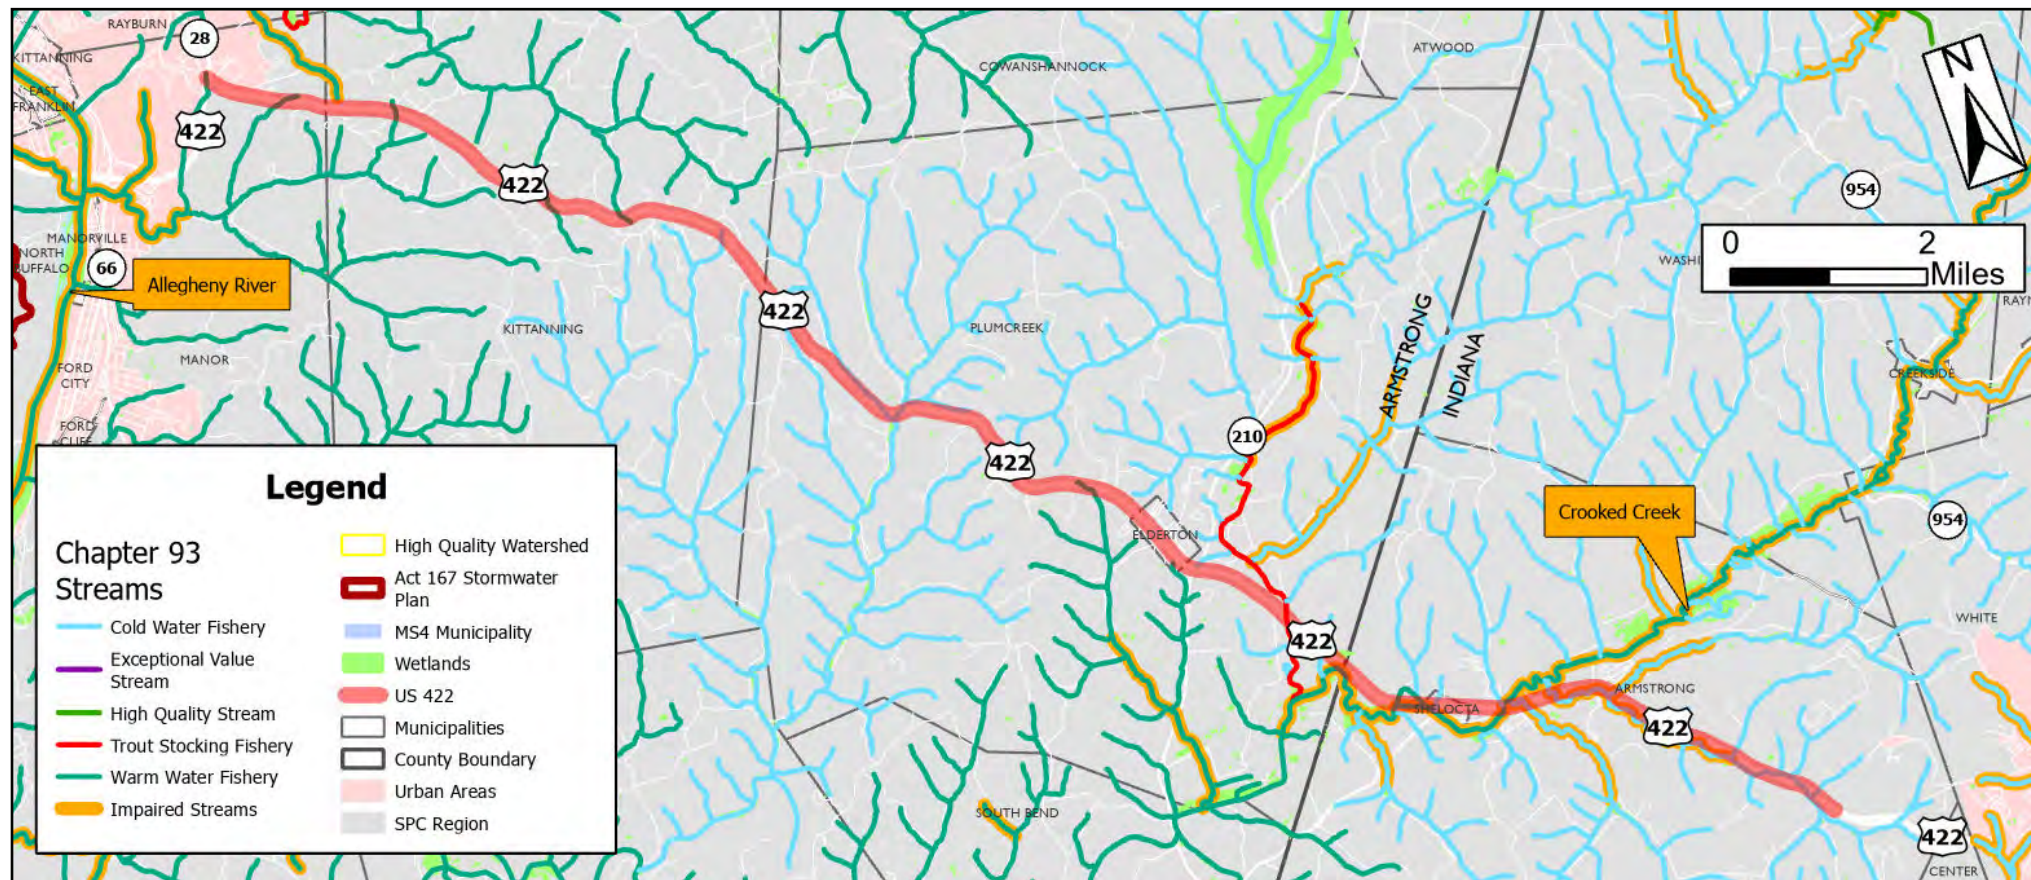 RAYBURN
28
KITTANNING
EAST
FRANKLIN
422
COWANSHANNOCK
ATWOOD
N
954
0 2
Miles
422
MANORVILLE
NORTH
BUFFALO
66
Allegheny River
422
KITTANNING
PLUMCREEK
ARMSTRONG
INDIANA
MANOR
FORD
CITY
FORD
CLIFF
CREEKSIDE
210
422
ELDERTON
Crooked Creek
954
WHITE
422
ARMSTRONG
SHELOCTA
422
SOUTH BEND
422
CENTER
Legend
Chapter 93
Streams
Cold Water Fishery
Exceptional Value
Stream
High Quality Stream
Trout Stocking Fishery
Warm Water Fishery
Impaired Streams
High Quality Watershed
Act 167 Stormwater
Plan
MS4 Municipality
Wetlands
US 422
Municipalities
County Boundary
Urban Areas
SPC Region